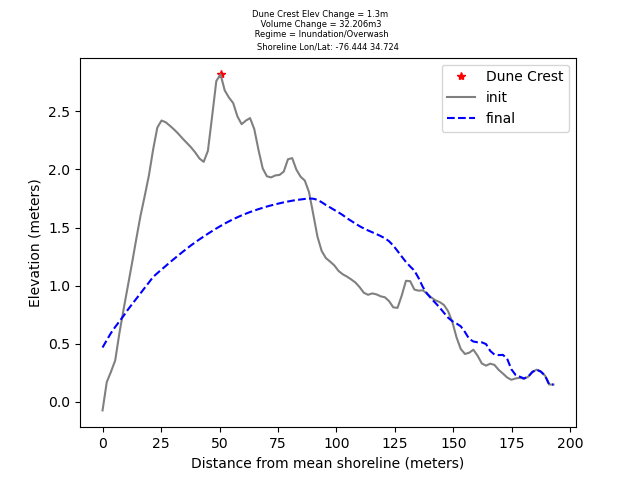 Dune Crest Elev Change = 1.3m
Volume Change = 32.206m3
Regime = Inundation/Overwash
Shoreline Lon/Lat: -76.444 34.724
Dune Crest
init
final
2.5
2.0
1.5
1.0
0.5
0.0
Elevation (meters)
0 25 50 75 100 125 150 175 200
Distance from mean shoreline (meters)